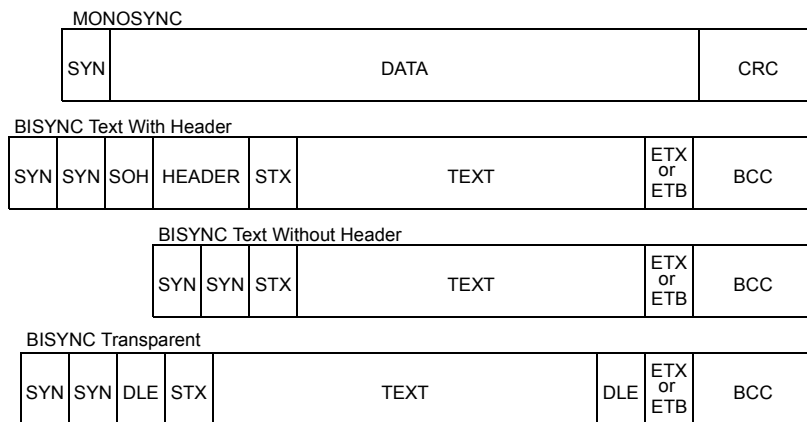 MONOSYNC
SYN DATA CRC
BISYNC Text With Header
SYN SYN SOH HEADER STX TEXT ETX or ETB BCC
BISYNC Text Without Header
SYN SYN STX TEXT ETX or ETB BCC
BISYNC Transparent
SYN SYN DLE STX TEXT DLE ETX or ETB BCC